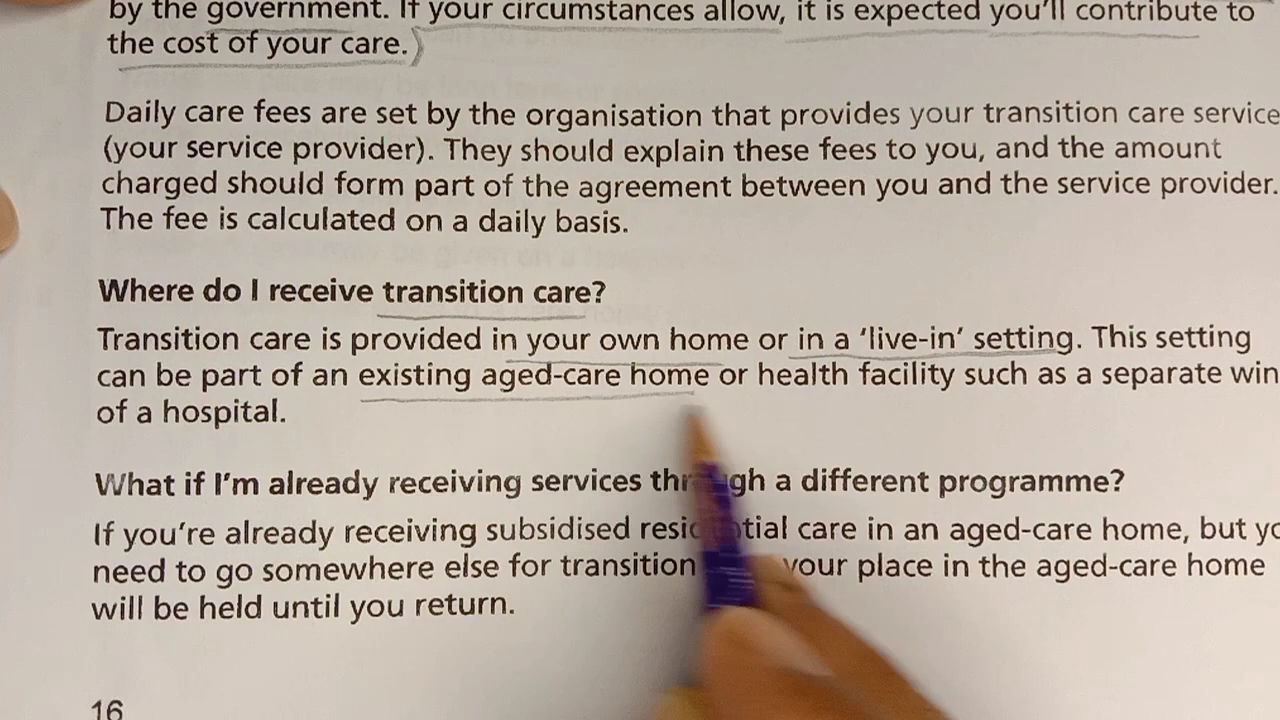 by the government. If your circumstances allow, it is expected you'll contribute to
the cost of your care.)
Daily care fees are set by the organisation that provides your transition care service
(your service provider). They should explain these fees to you, and the amount
charged should form part of the agreement between you and the service provider.
The fee is calculated on a daily basis.
Where do I receive transition care?
Transition care is provided in your own home or in a ‘live-in’ setting. This setting
can be part of an existing aged-care home or health facility such as a separate win
of a hospital.
What if I'm already receiving services through a different programme?
If you're already receiving subsidised residential care in an aged-care home, but yo
need to go somewhere else for transition your place in the aged-care home
will be held until you return.
16